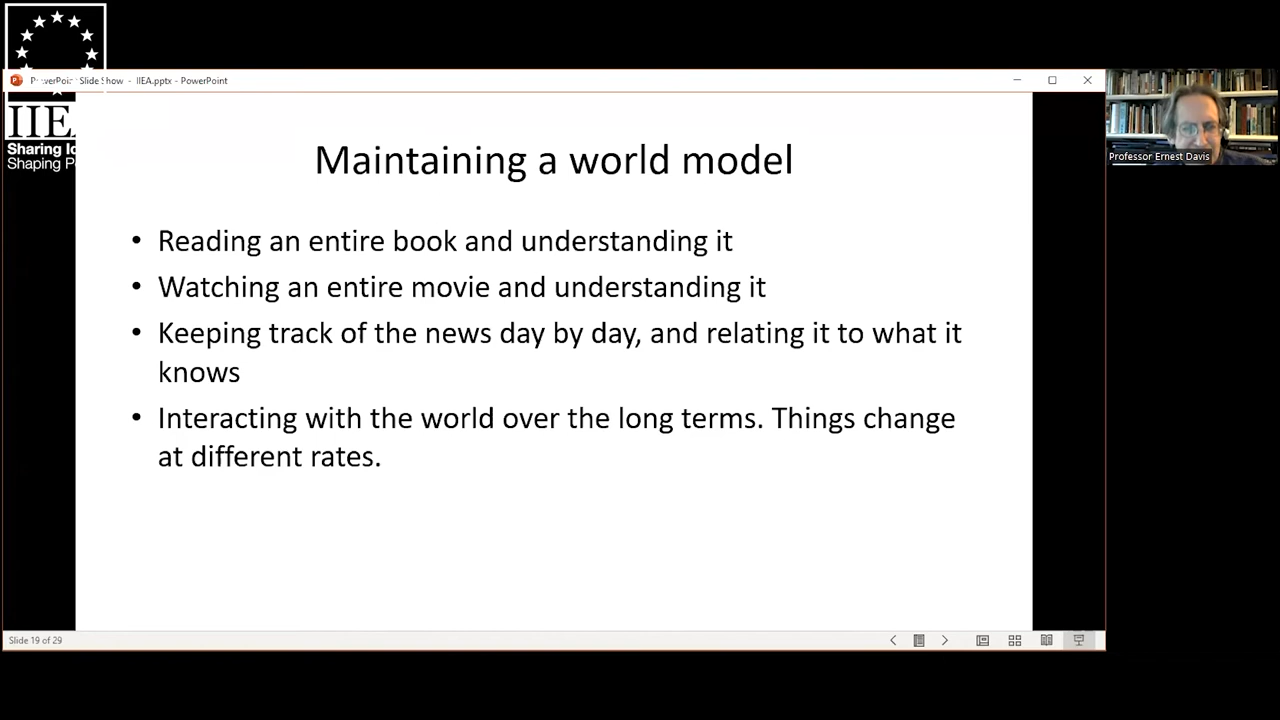 PowerPoint Slide Show - IIEA.pptx - PowerPoint
IIEA
Sharing
Shaping
Maintaining a world model
• Reading an entire book and understanding it
• Watching an entire movie and understanding it
• Keeping track of the news day by day, and relating it to what it
knows
• Interacting with the world over the long terms. Things change
at different rates.
Professor Ernest Davis
Slide 19 of 29